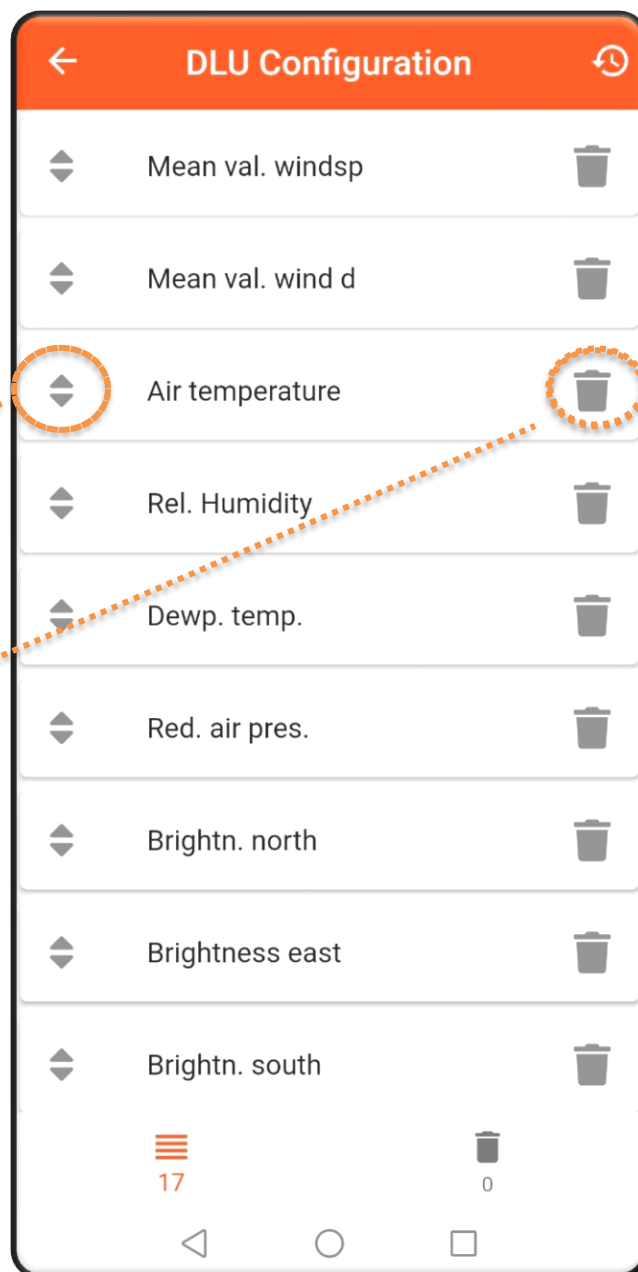 DLU Configuration
Mean val. windsp
Mean val. wind d
Air temperature
Rel. Humidity
Dewp. temp.
Red. air pres.
Brightn. north
Brightness east
Brightn. south
17
0